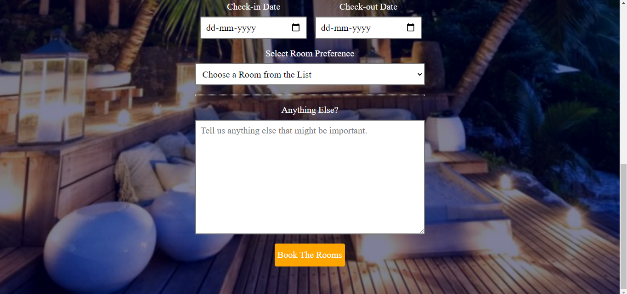 Check-in Date Check-out Date
dd-mm-yyyy dd-mm-yyyy
Select Room Preference
Choose a Room from the List
Anything Else?
Tell us anything else that might be important.
Book The Rooms